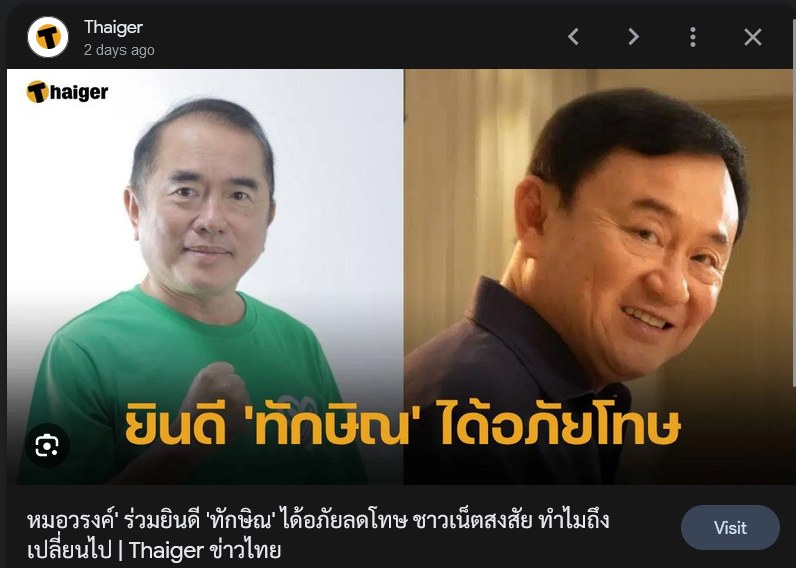 Thaiger
2 days ago
Thaiger
ยินดี 'ทักษิณ' ได้อภัยโทษ
หมอวรงค์' ร่วมยินดี 'ทักษิณ' ได้อภัยลดโทษ ชาวเน็ตสงสัย ทำไมถึง
เปลี่ยนไป | Thaiger ข่าวไทย
Visit